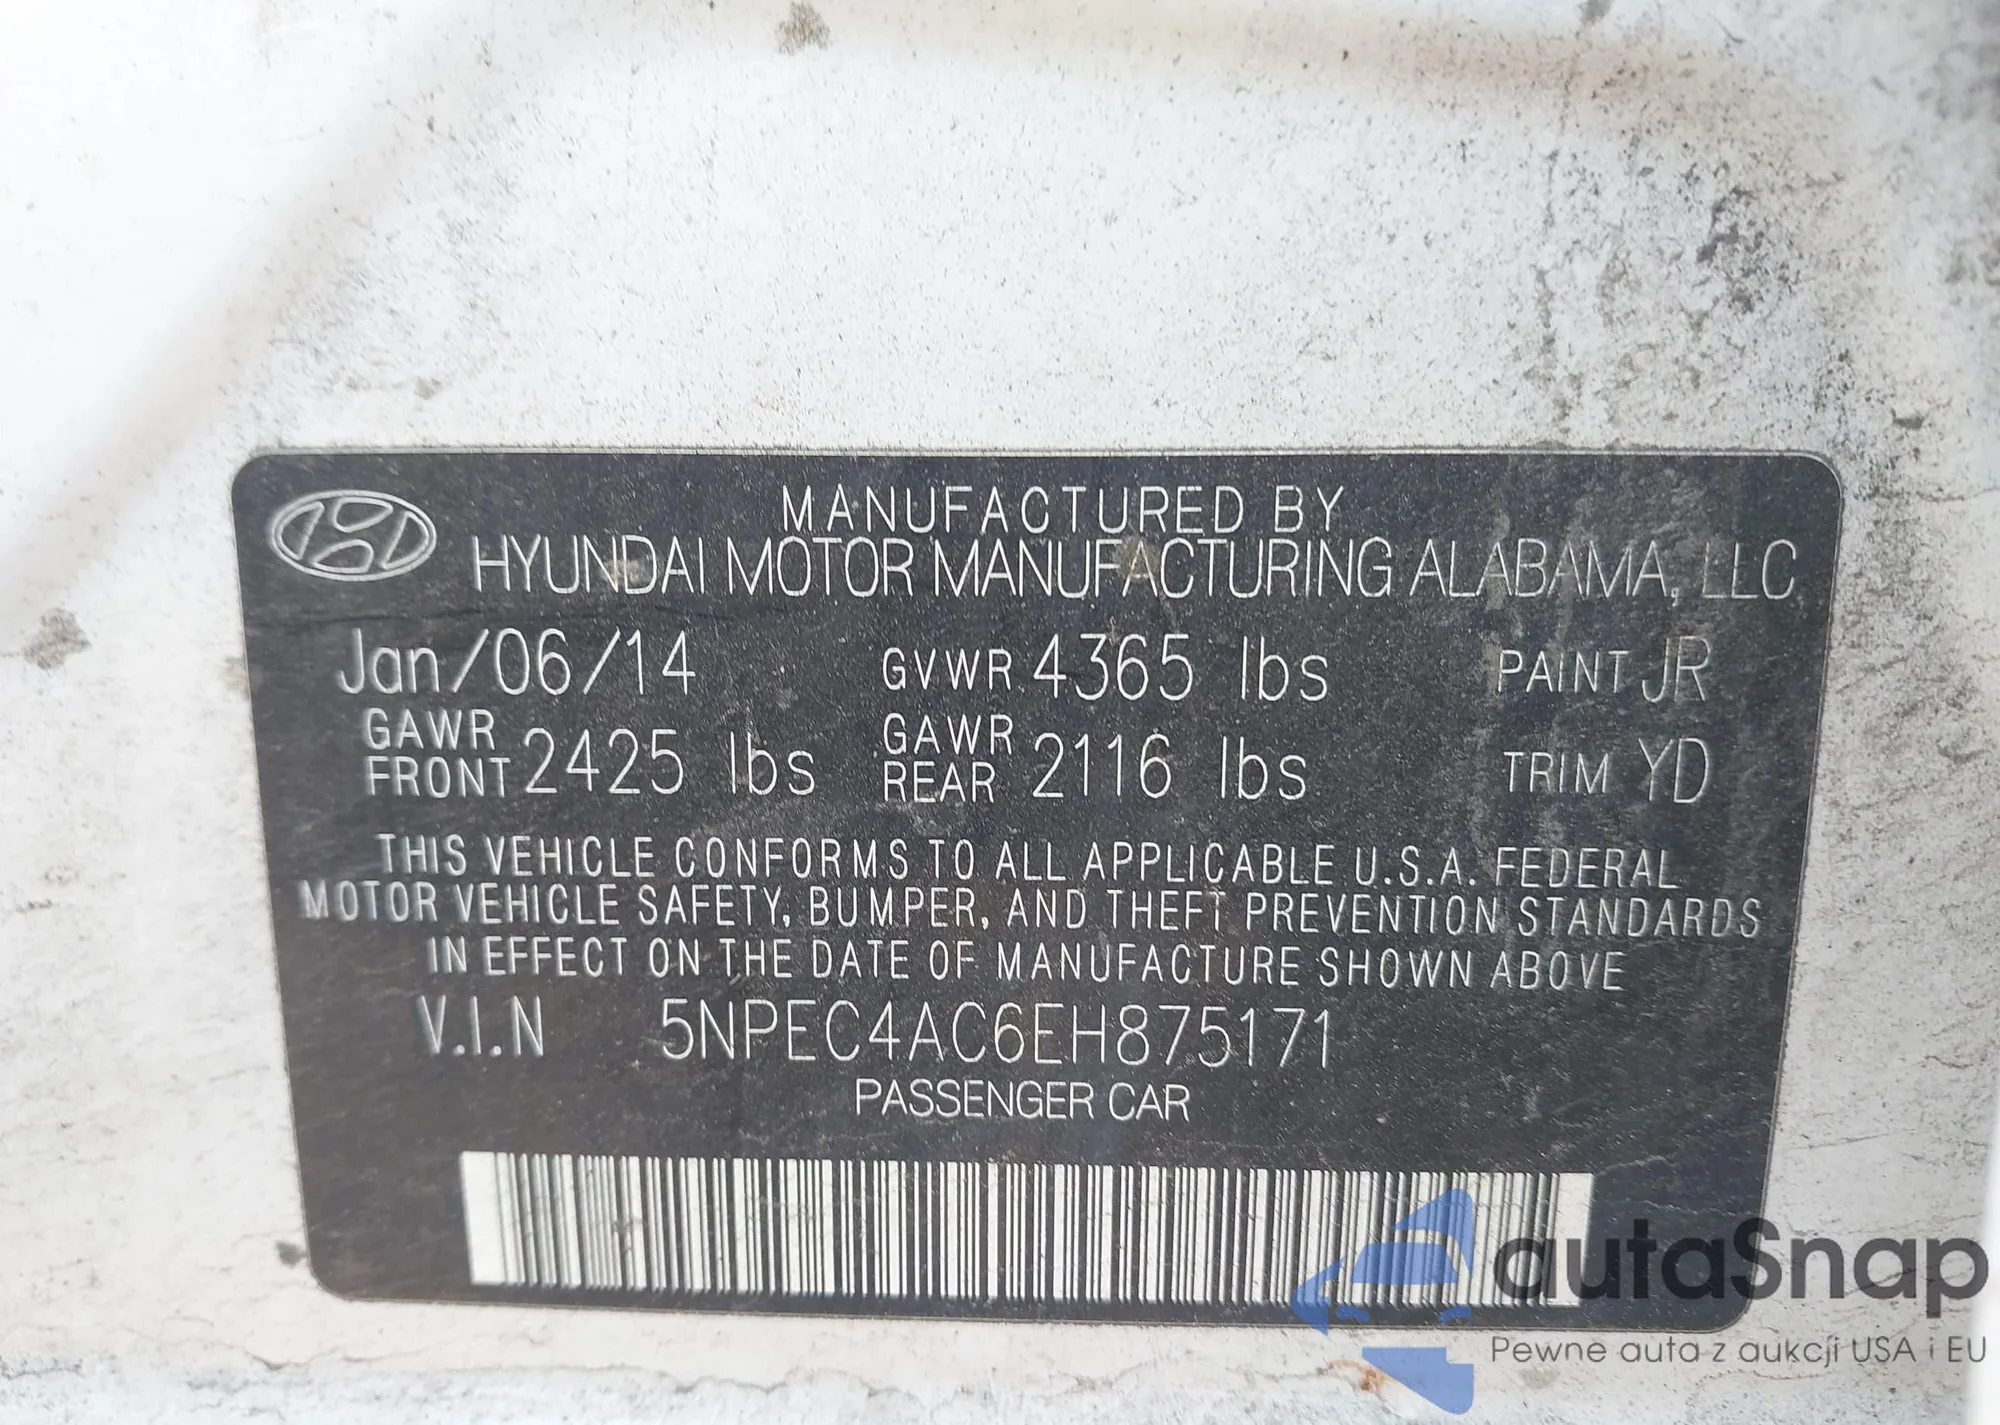 MANUFACTURED BY
HYUNDAI MOTOR MANUFACTURING ALABAMA, LLC
Jan/06/14 GVWR 4365 lbs PAINT JR
GAWR FRONT 2425 lbs GAWR REAR 2116 lbs TRIM YD
THIS VEHICLE CONFORMS TO ALL APPLICABLE U.S.A. FEDERAL
MOTOR VEHICLE SAFETY, BUMPER, AND THEFT PREVENTION STANDARDS
IN EFFECT ON THE DATE OF MANUFACTURE SHOWN ABOVE
V.I.N 5NPEC4AC6EH875171
PASSENGER CAR
autaSnap
Pewne auta z aukcji USA i EU